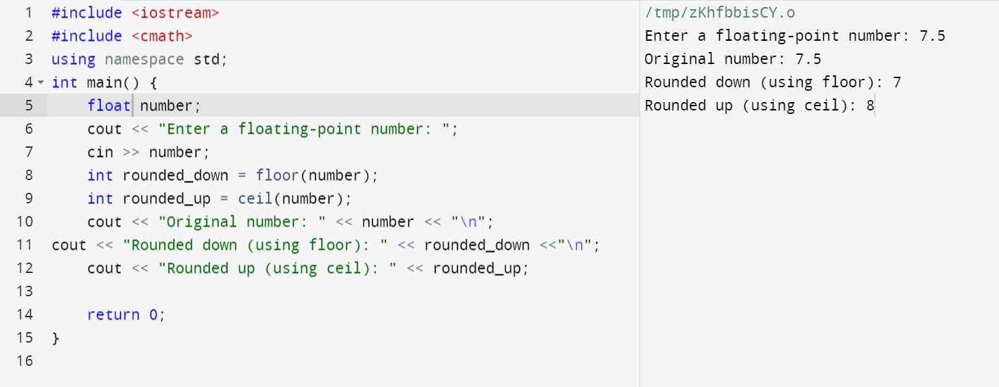 1 #include <iostream>
2 #include <cmath>
3 using namespace std;
4 int main() {
5     float number;
6     cout << "Enter a floating-point number: ";
7     cin >> number;
8     int rounded_down = floor(number);
9     int rounded_up = ceil(number);
10     cout << "Original number: " << number << "\n";
11 cout << "Rounded down (using floor): " << rounded_down <<"\n";
12     cout << "Rounded up (using ceil): " << rounded_up;
13
14     return 0;
15 }
16
/tmp/zKhfbbisCY.o
Enter a floating-point number: 7.5
Original number: 7.5
Rounded down (using floor): 7
Rounded up (using ceil): 8